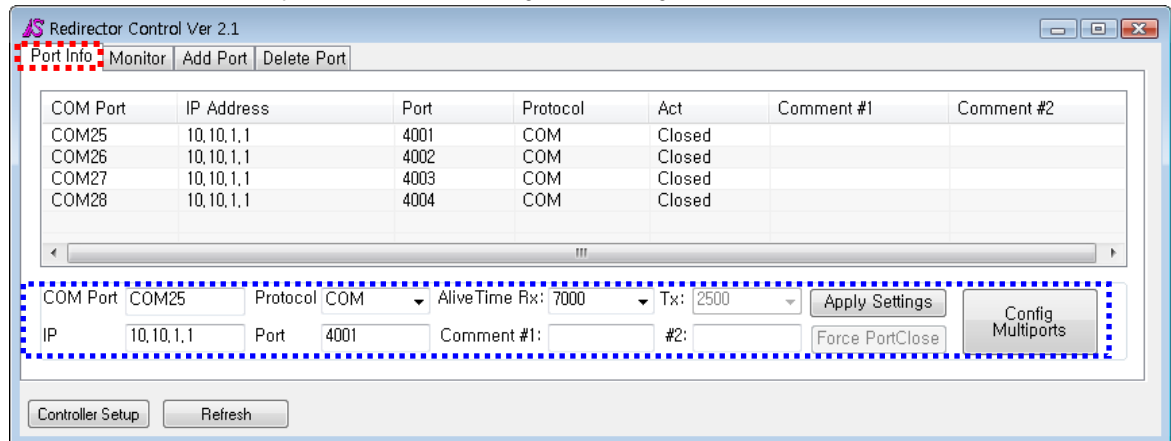 Redirector Control Ver 2.1
Port Info Monitor Add Port Delete Port
COM Port IP Address Port Protocol Act Comment #1 Comment #2
COM25 10,10,1,1 4001 COM Closed
COM26 10,10,1,1 4002 COM Closed
COM27 10,10,1,1 4003 COM Closed
COM28 10,10,1,1 4004 COM Closed
COM Port COM25 Protocol COM AliveTime Rx: 7000 Tx: 2500 Apply Settings Config Multiports
IP 10,10,1,1 Port 4001 Comment #1: #2: Force PortClose
Controller Setup Refresh